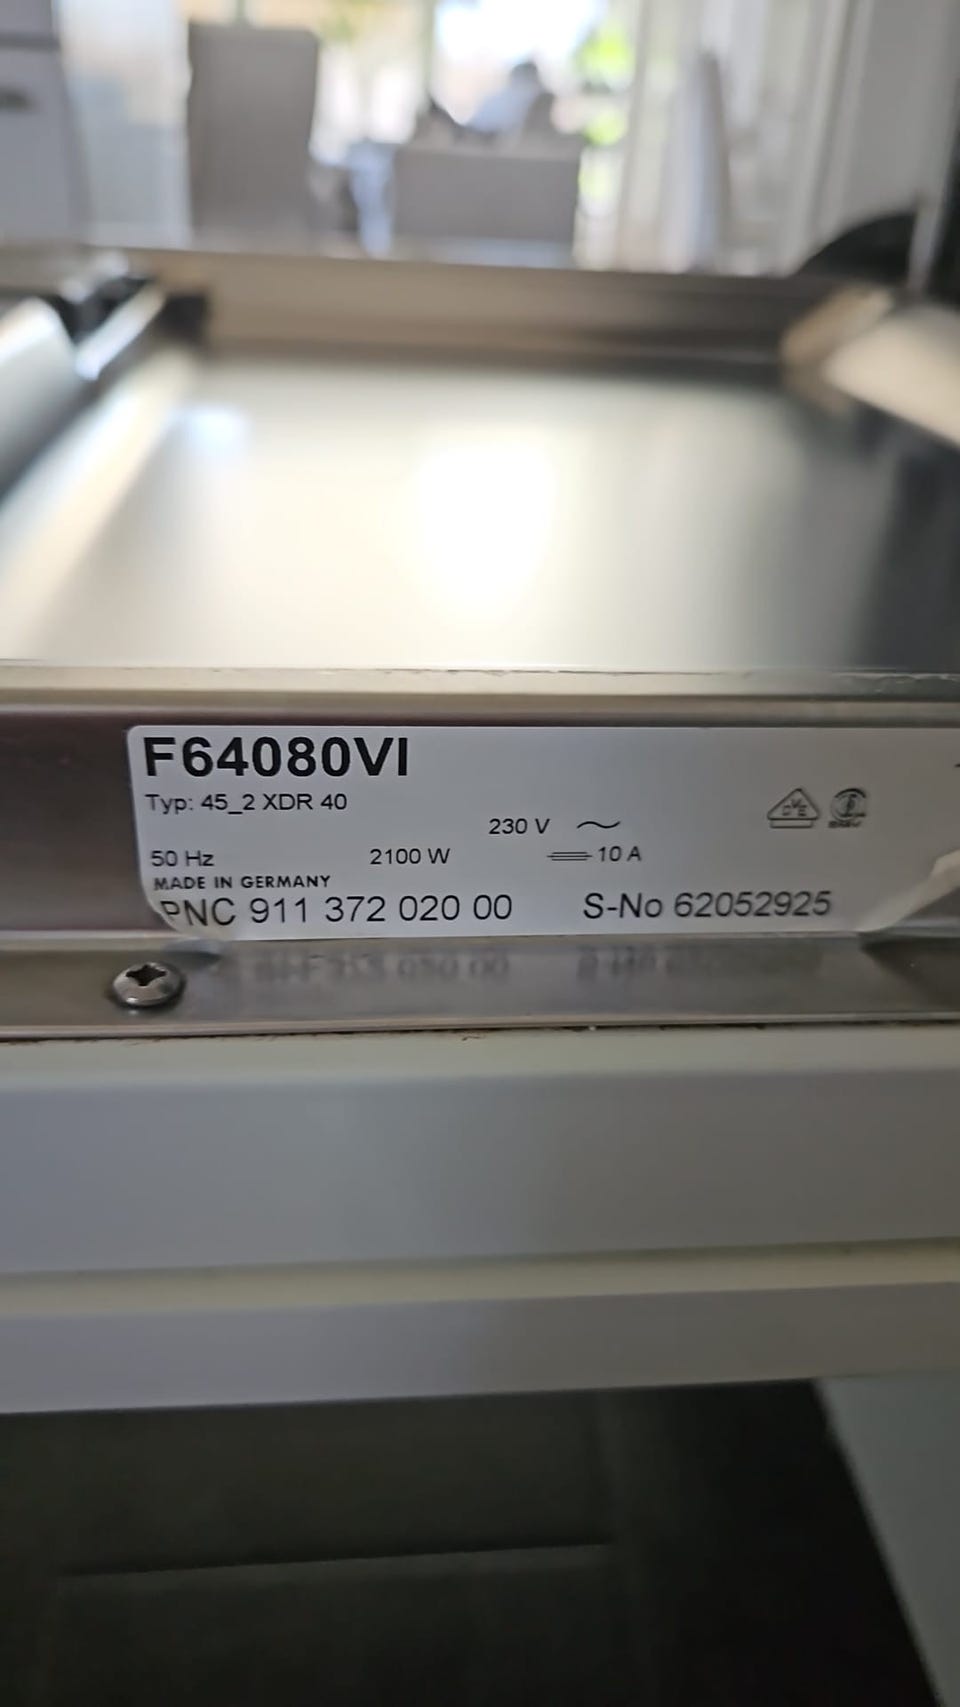 F64080VI
Typ: 45_2 XDR 40
230 V ~
50 Hz 2100 W 10 A
MADE IN GERMANY
PNC 911 372 020 00 S-No 62052925